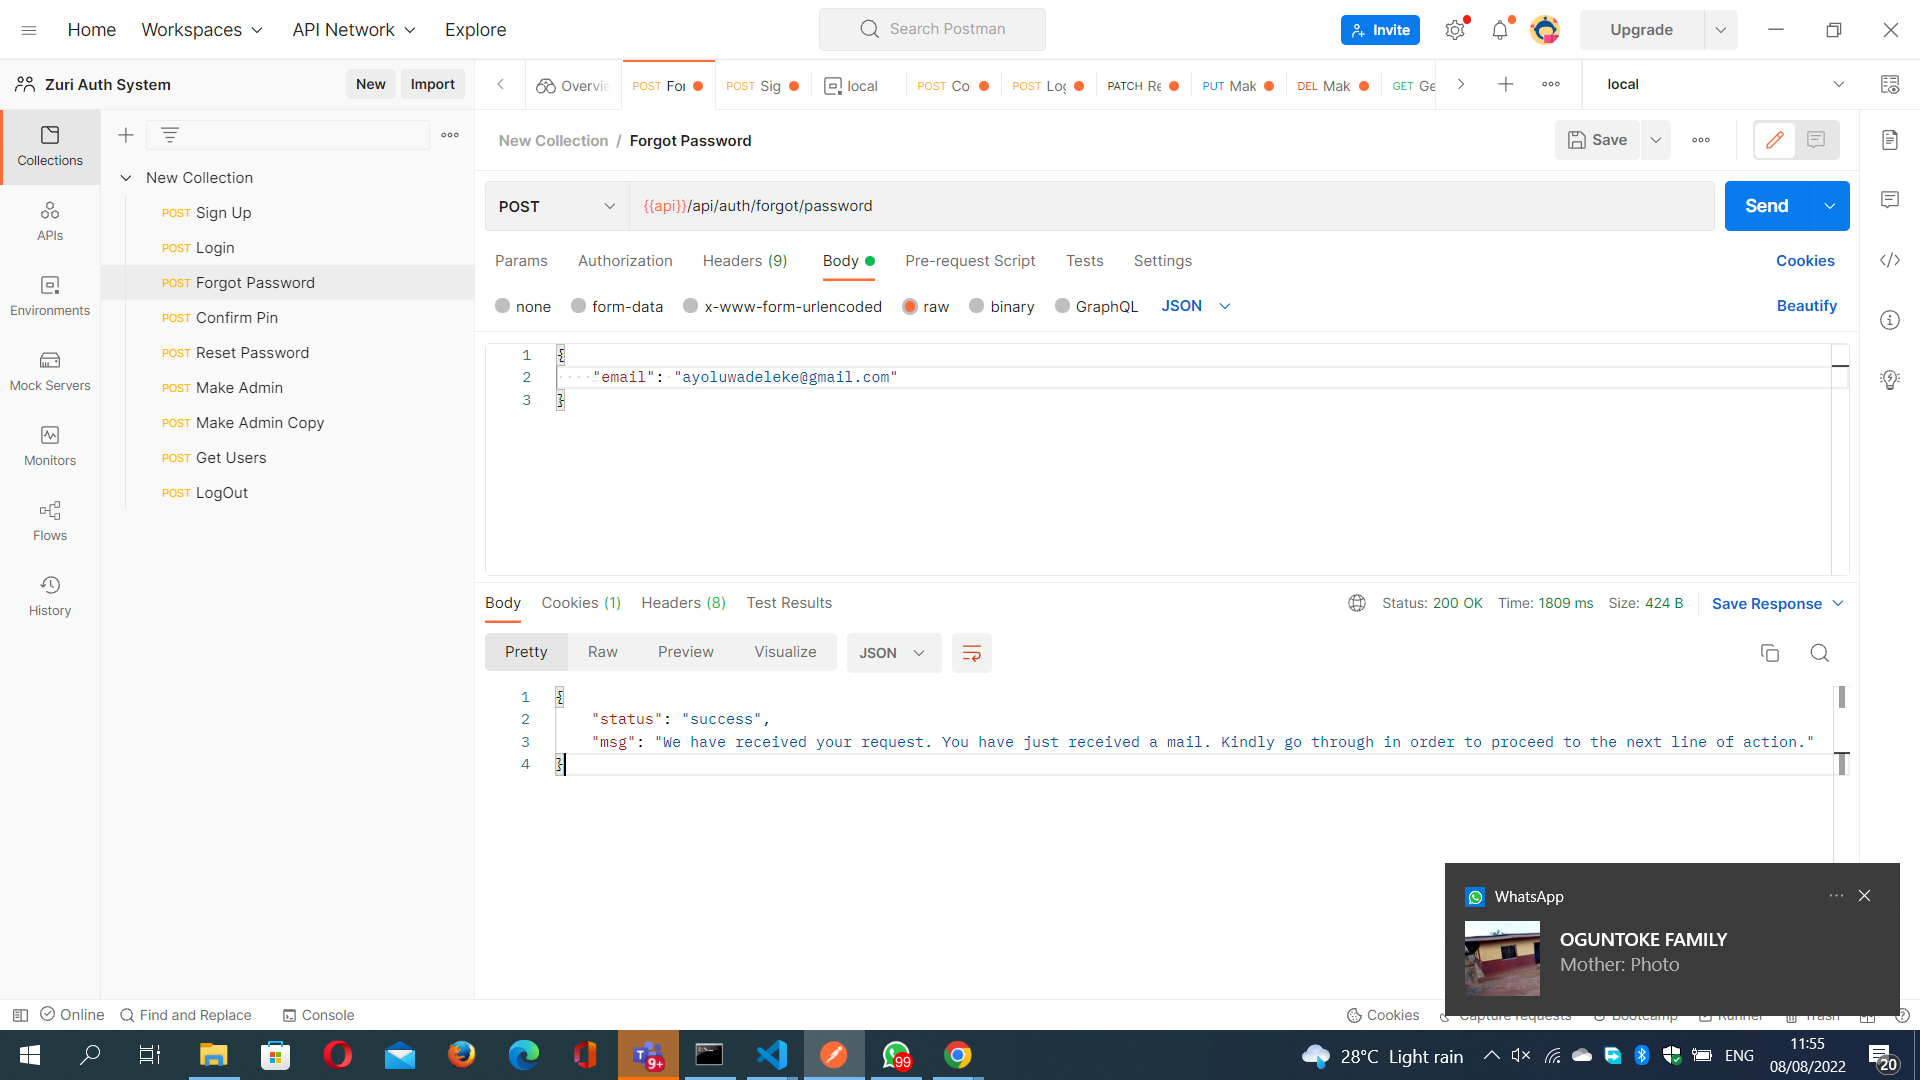 Home Workspaces API Network Explore Search Postman Invite Upgrade
Zuri Auth System New Import Overvie POST For POST Sig local POST Co POST Log PATCH Re PUT Mak DEL Mak GET Ge local
Collections
APIs
Environments
Mock Servers
Monitors
Flows
History
New Collection
POST Sign Up
POST Login
POST Forgot Password
POST Confirm Pin
POST Reset Password
POST Make Admin
POST Make Admin Copy
POST Get Users
POST LogOut
New Collection / Forgot Password Save
POST {{api}}/api/auth/forgot/password Send
Params Authorization Headers (9) Body Pre-request Script Tests Settings Cookies
none form-data x-www-form-urlencoded raw binary GraphQL JSON Beautify
1 {
2 "email": "ayoluwadeleke@gmail.com"
3 }
Body Cookies (1) Headers (8) Test Results Status: 200 OK Time: 1809 ms Size: 424 B Save Response
Pretty Raw Preview Visualize JSON
1 {
2 "status": "success",
3 "msg": "We have received your request. You have just received a mail. Kindly go through in order to proceed to the next line of action."
4 }
WhatsApp
OGUNTOKE FAMILY
Mother: Photo
Online Find and Replace Console Cookies Capture requests Bootcamp Runner Trash
9+ 99 28°C Light rain ENG 11:55
08/08/2022 20